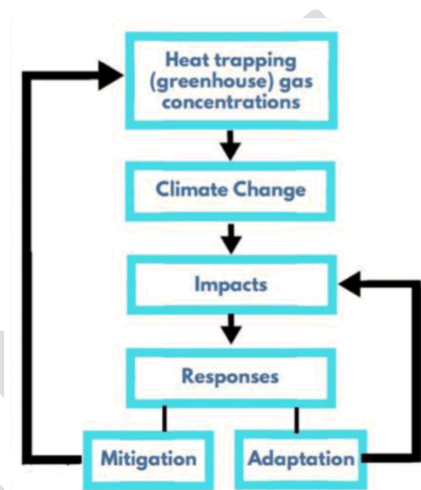 Heat trapping
(greenhouse) gas
concentrations
Climate Change
Impacts
Responses
Mitigation
Adaptation